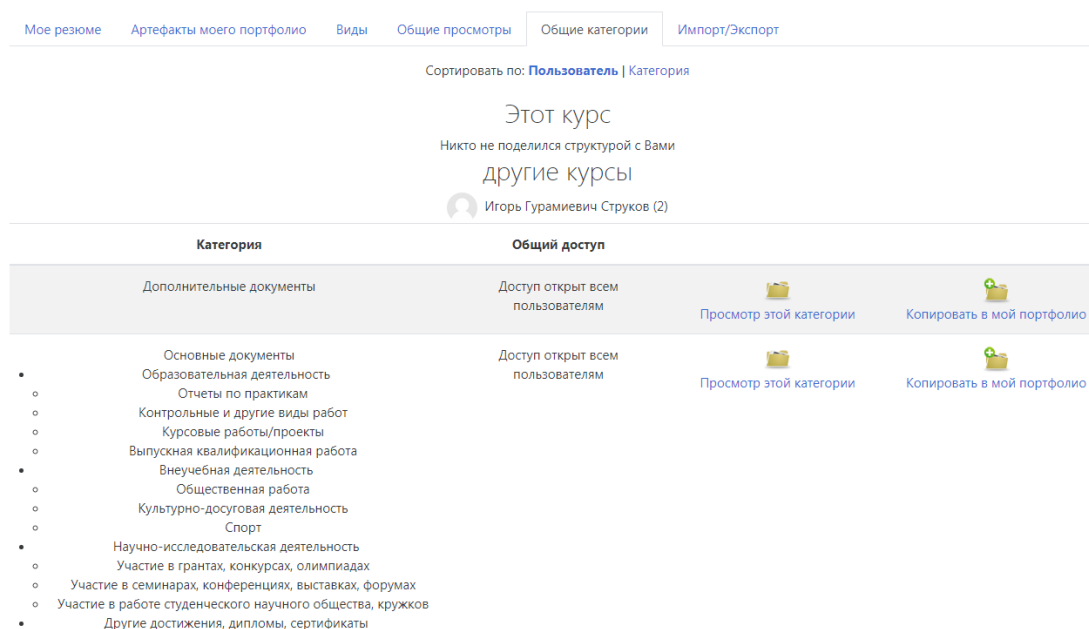 Мое резюме Артефакты моего портфолио Виды Общие просмотры Общие категории Импорт/Экспорт
Сортировать по: Пользователь | Категория
Этот курс
Никто не поделился структурой с Вами
другие курсы
Игорь Гурамиевич Струков (2)
Категория Общий доступ
Дополнительные документы Доступ открыт всем
пользователям
Просмотр этой категории Копировать в мой портфолио
Основные документы Доступ открыт всем
Образовательная деятельность пользователям
Просмотр этой категории Копировать в мой портфолио
Отчеты по практикам
Контрольные и другие виды работ
Курсовые работы/проекты
Выпускная квалификационная работа
Внеучебная деятельность
Общественная работа
Культурно-досуговая деятельность
Спорт
Научно-исследовательская деятельность
Участие в грантах, конкурсах, олимпиадах
Участие в семинарах, конференциях, выставках, форумах
Участие в работе студенческого научного общества, кружков
Другие достижения, дипломы, сертификаты